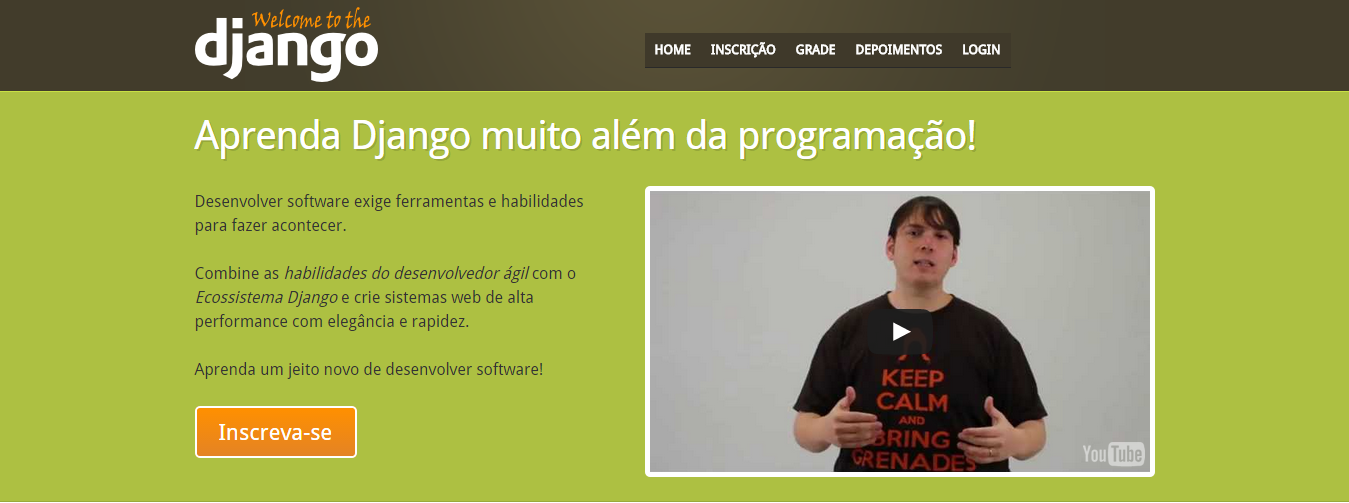 Welcome to the
django
HOME INSCRIÇÃO GRADE DEPOIMENTOS LOGIN
Aprenda Django muito além da programação!
Desenvolver software exige ferramentas e habilidades
para fazer acontecer.
Combine as habilidades do desenvolvedor ágil com o
Ecossistema Django e crie sistemas web de alta
performance com elegância e rapidez.
Aprenda um jeito novo de desenvolver software!
Inscreva-se
KEEP
CALM
AND
BRING
GRENADES
YouTube